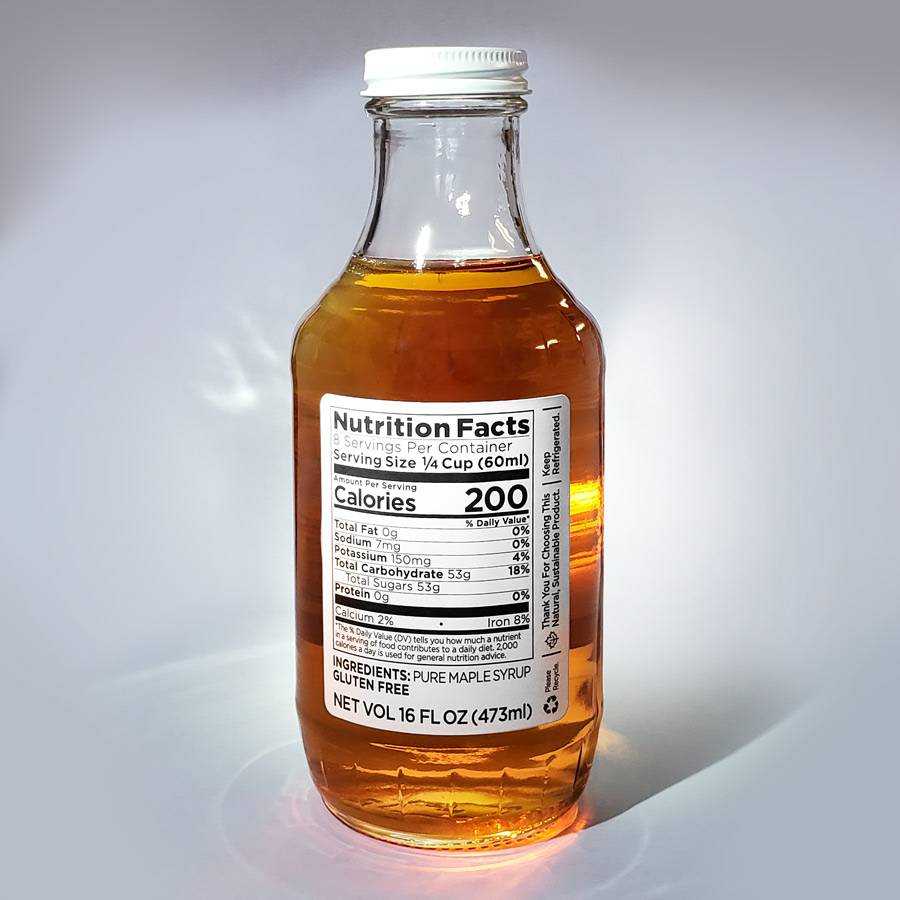 Nutrition Facts
8 Servings Per Container
Serving Size 1/4 Cup (60ml)
Amount Per Serving
Calories 200
% Daily Value*
Total Fat 0g 0%
Sodium 7mg 0%
Potassium 150mg 4%
Total Carbohydrate 53g 18%
Total Sugars 53g
Protein 0g 0%
Calcium 2% • Iron 8%
*The % Daily Value (DV) tells you how much a nutrient
in a serving of food contributes to a daily diet. 2,000
calories a day is used for general nutrition advice.
INGREDIENTS: PURE MAPLE SYRUP
GLUTEN FREE
NET VOL 16 FL OZ (473ml)
Please
Recycle.
Thank You For Choosing This
Natural, Sustainable Product.
Keep
Refrigerated.